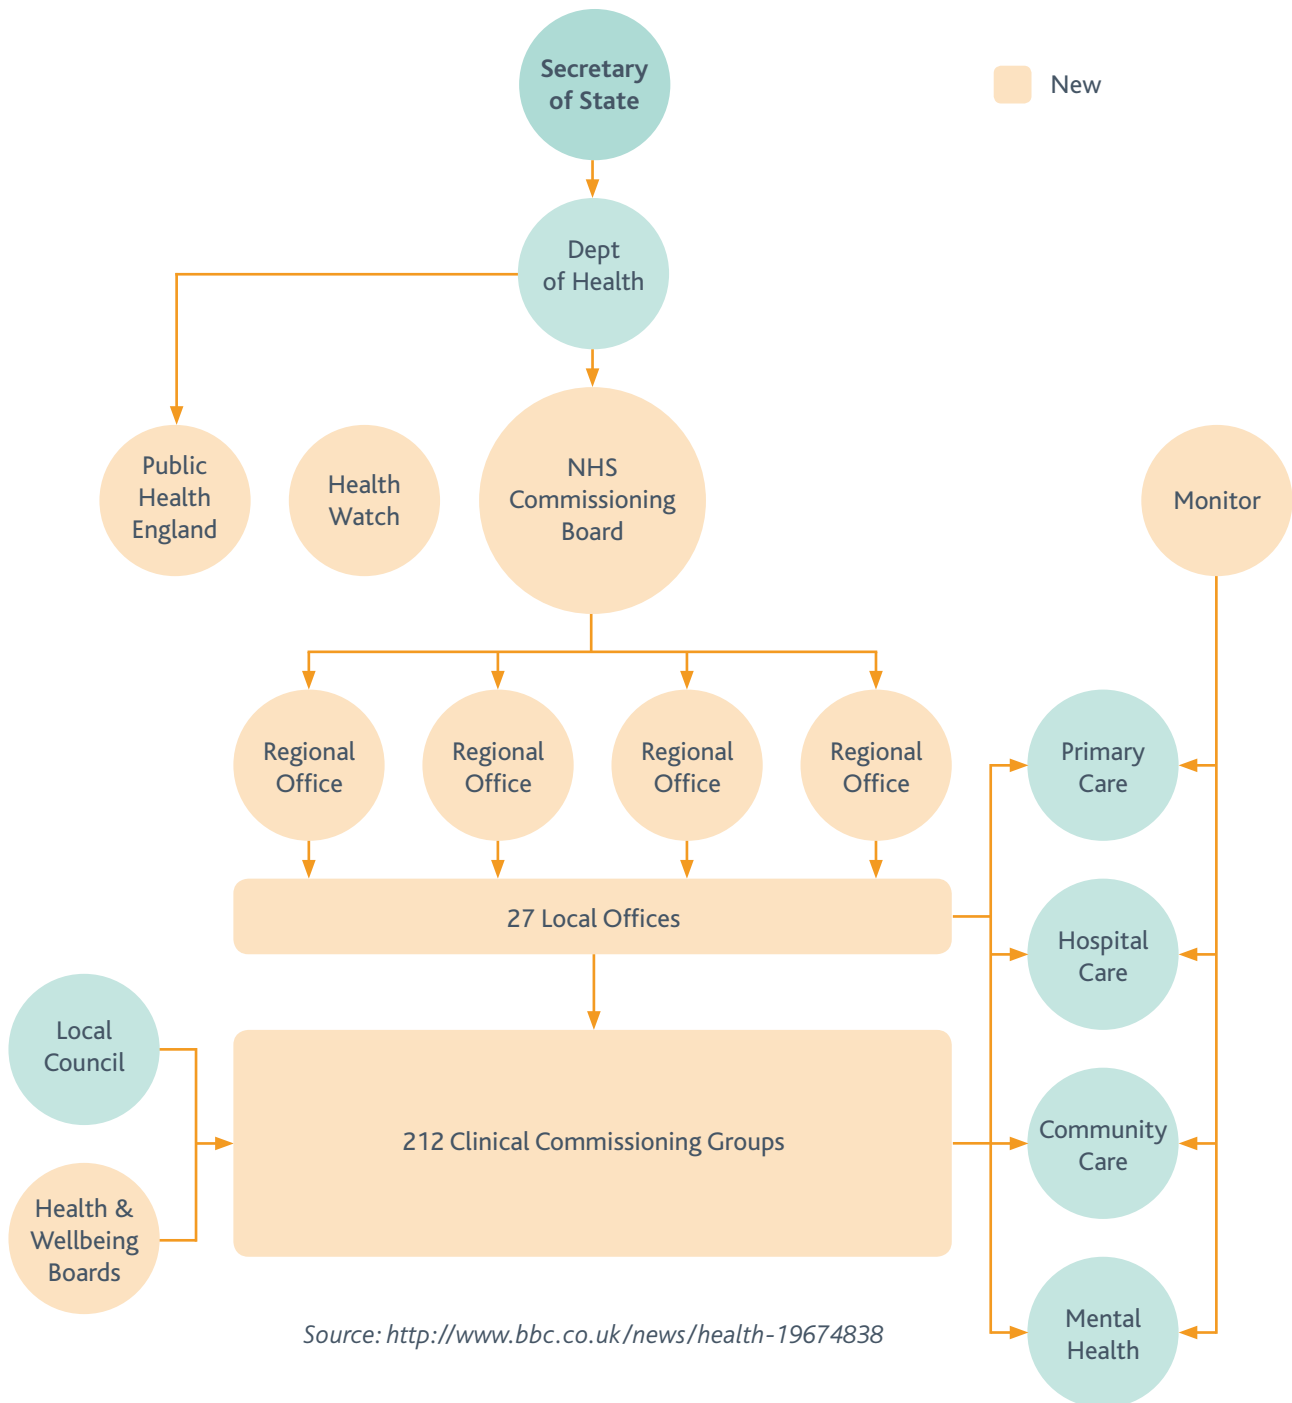 Secretary
of State
New
Dept
of Health
Public
Health
England
Health
Watch
NHS
Commissioning
Board
Monitor
Regional
Office
Regional
Office
Regional
Office
Regional
Office
Primary
Care
27 Local Offices
Hospital
Care
Local
Council
212 Clinical Commissioning Groups
Community
Care
Health &
Wellbeing
Boards
Mental
Health
Source: http://www.bbc.co.uk/news/health-19674838